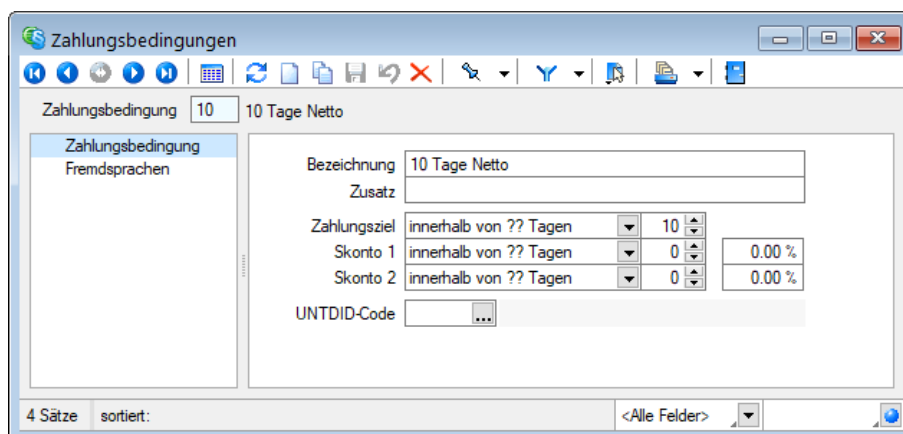 Zahlungsbedingungen
Zahlungsbedingung 10 10 Tage Netto
Zahlungsbedingung
Fremdsprachen
Bezeichnung 10 Tage Netto
Zusatz
Zahlungsziel innerhalb von ?? Tagen 10
Skonto 1 innerhalb von ?? Tagen 0 0.00 %
Skonto 2 innerhalb von ?? Tagen 0 0.00 %
UNTDID-Code ...
4 Sätze sortiert: <Alle Felder>